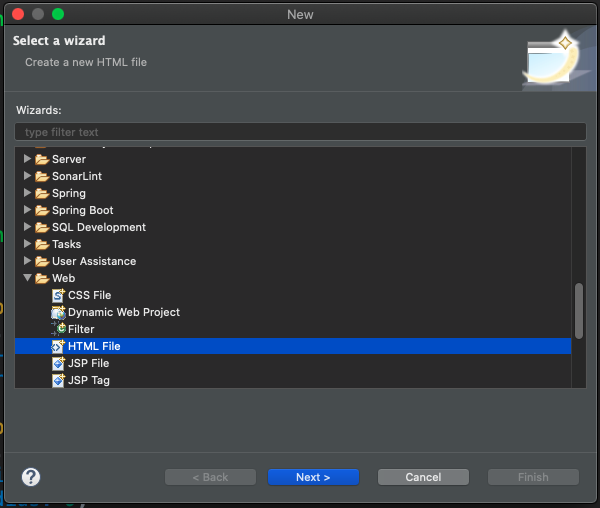 New
Select a wizard
Create a new HTML file
Wizards:
type filter text
Server
SonarLint
Spring
Spring Boot
SQL Development
Tasks
User Assistance
Web
CSS File
Dynamic Web Project
Filter
HTML File
JSP File
JSP Tag
?
< Back
Next >
Cancel
Finish